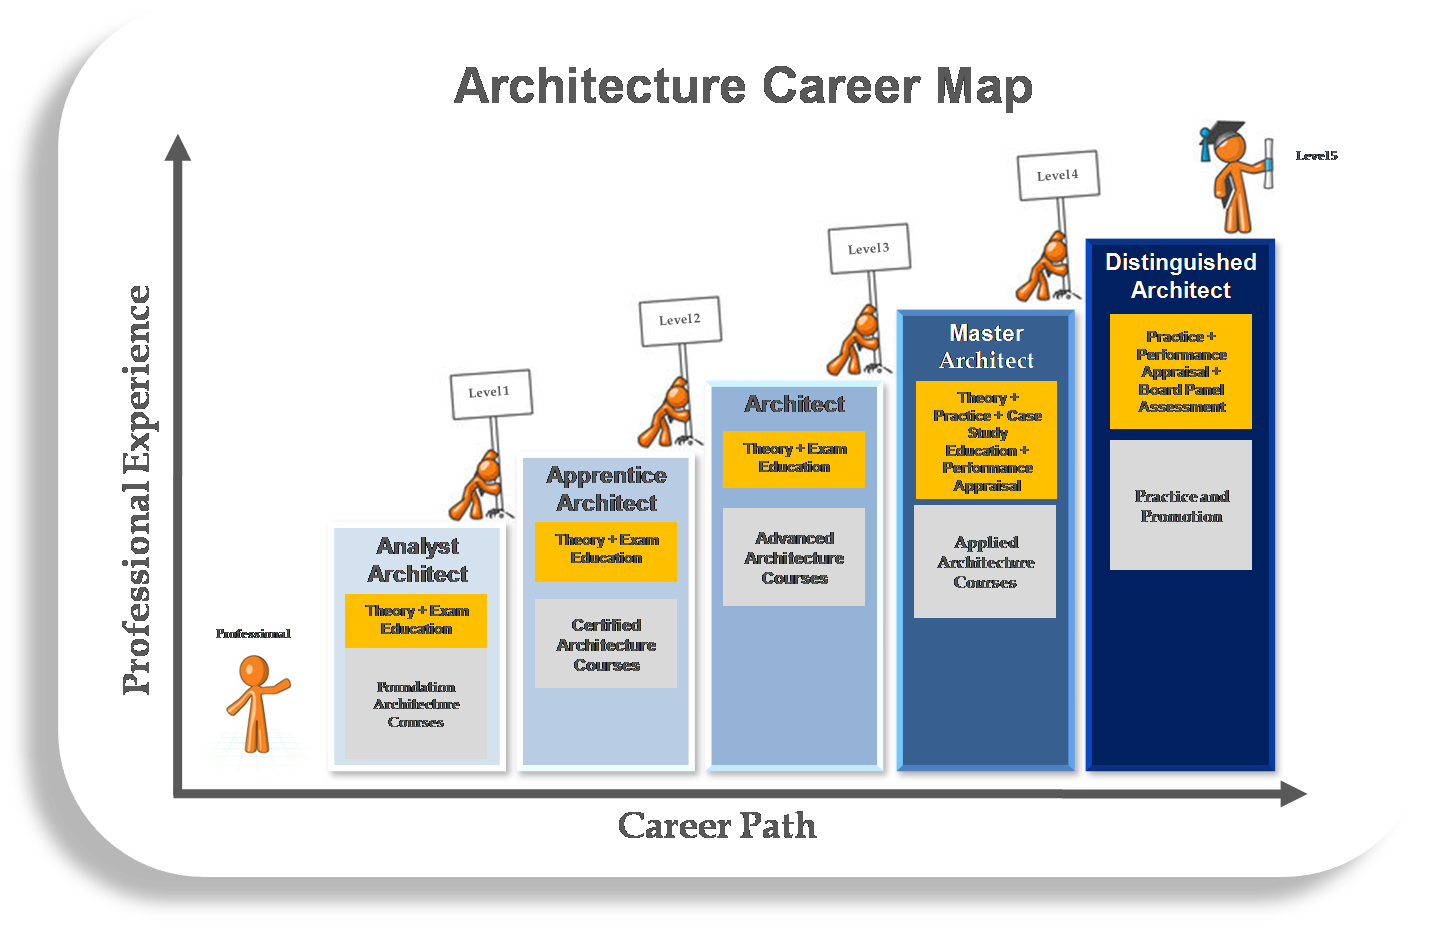 Architecture Career Map
Professional Experience
Career Path
Professional
Level1
Analyst
Architect
Theory + Exam
Education
Foundation
Architecture
Courses
Level2
Apprentice
Architect
Theory + Exam
Education
Certified
Architecture
Courses
Level3
Architect
Theory + Exam
Education
Advanced
Architecture
Courses
Level4
Master
Architect
Theory +
Practice + Case
Study
Education +
Performance
Appraisal
Applied
Architecture
Courses
Level5
Distinguished
Architect
Practice +
Performance
Appraisal +
Board Panel
Assessment
Practice and
Promotion